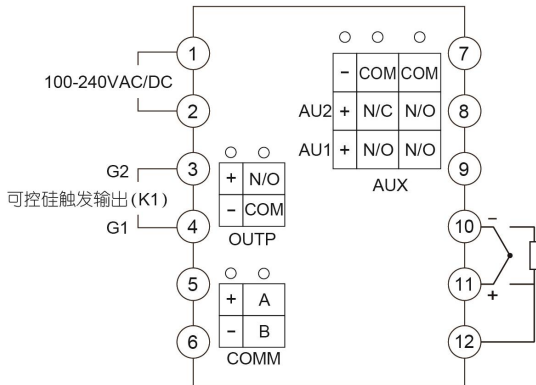 1
7
100-240VAC/DC
− COM COM
2
AU2 + N/C N/O
8
AU1 + N/O N/O
AUX
G2
3
+ N/O
9
可控硅触发输出(K1)
− COM
G1
4
OUTP
10
−
5
+ A
11
+
6
− B
COMM
12